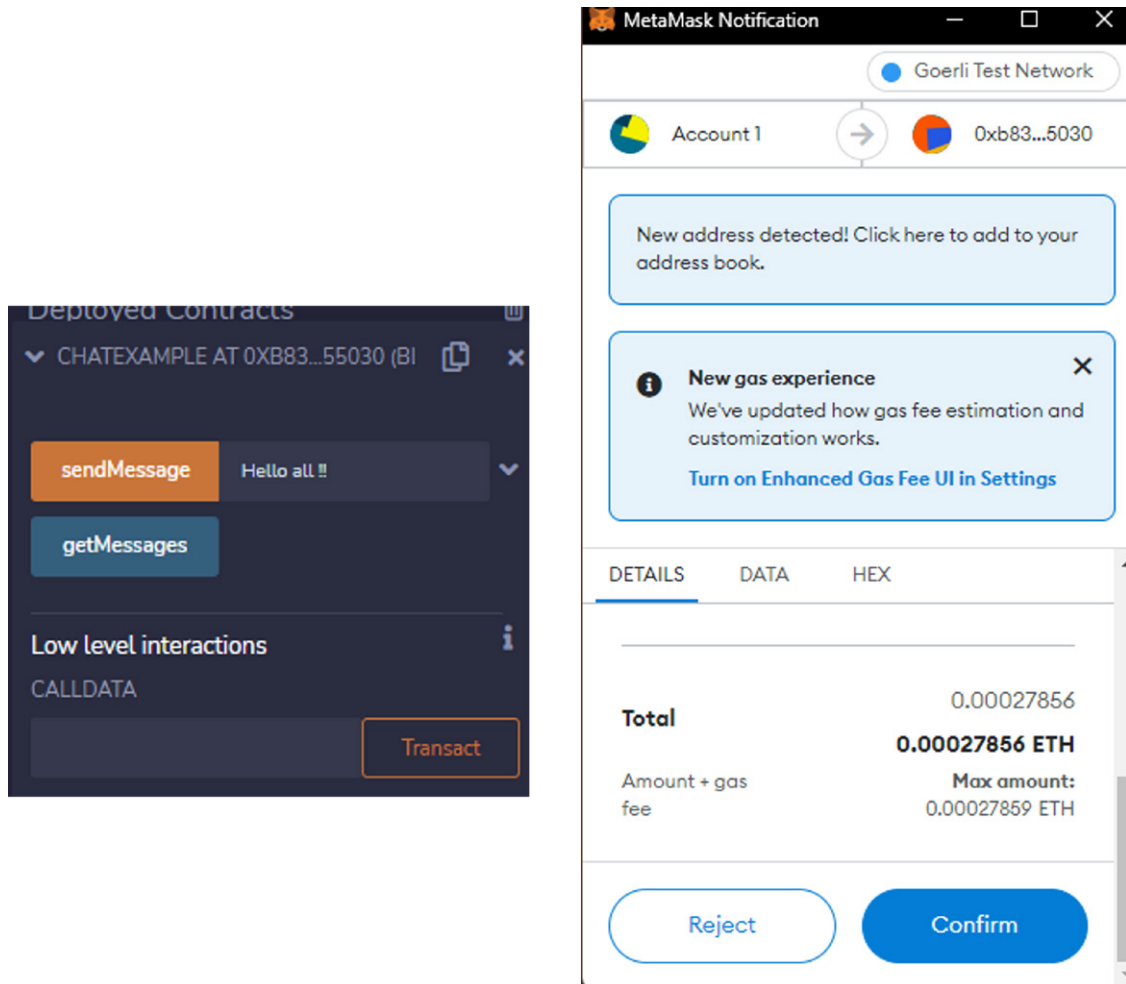 Deployed Contracts
CHATEXAMPLE AT 0XB83...55030 (BI
sendMessage Hello all !!
getMessages
Low level interactions
CALLDATA
Transact
MetaMask Notification
Goerli Test Network
Account 1 0xb83...5030
New address detected! Click here to add to your
address book.
New gas experience
We've updated how gas fee estimation and
customization works.
Turn on Enhanced Gas Fee UI in Settings
DETAILS DATA HEX
0.00027856
Total
0.00027856 ETH
Amount + gas Max amount:
fee 0.00027859 ETH
Reject Confirm